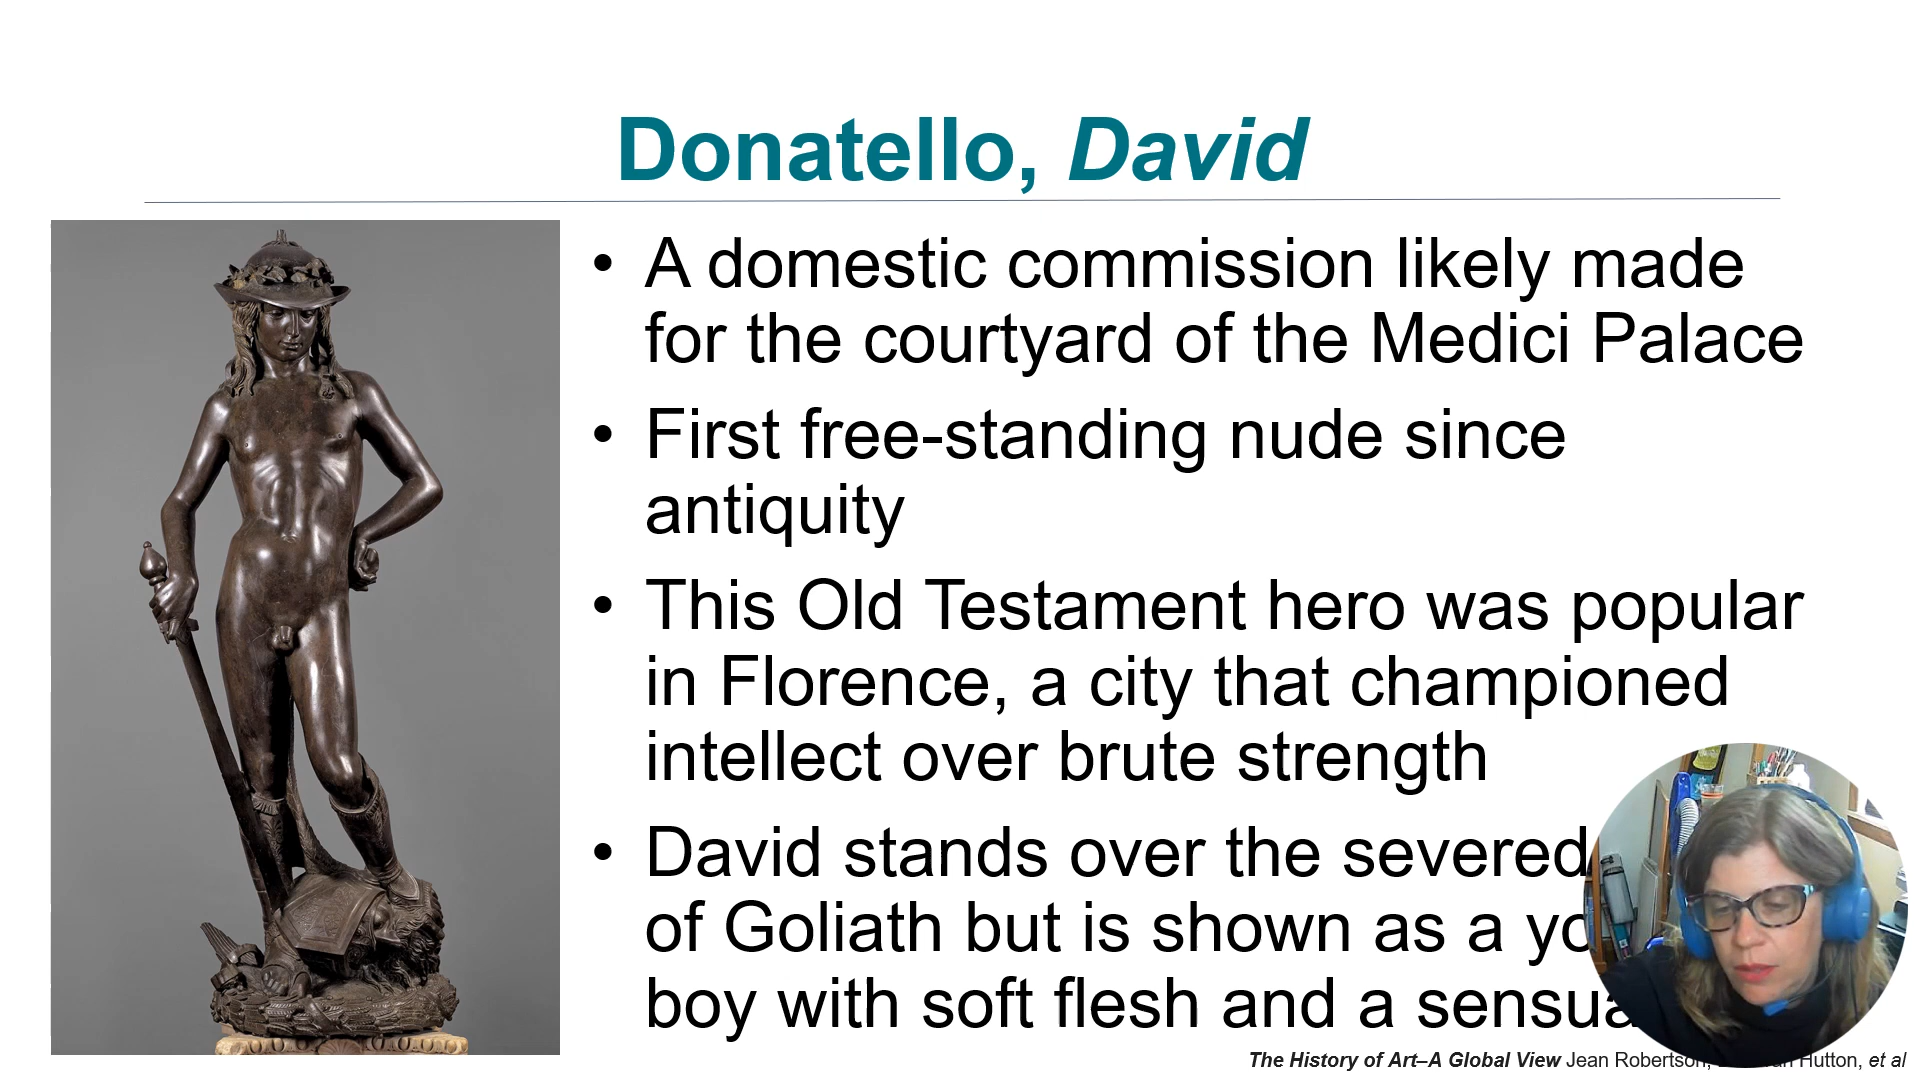 Donatello, David
• A domestic commission likely made
for the courtyard of the Medici Palace
• First free-standing nude since
antiquity
• This Old Testament hero was popular
in Florence, a city that championed
intellect over brute strength
• David stands over the severed
of Goliath but is shown as a
boy with soft flesh and a
The History of Art–A Global View Jean Robertson, Hutton, et al